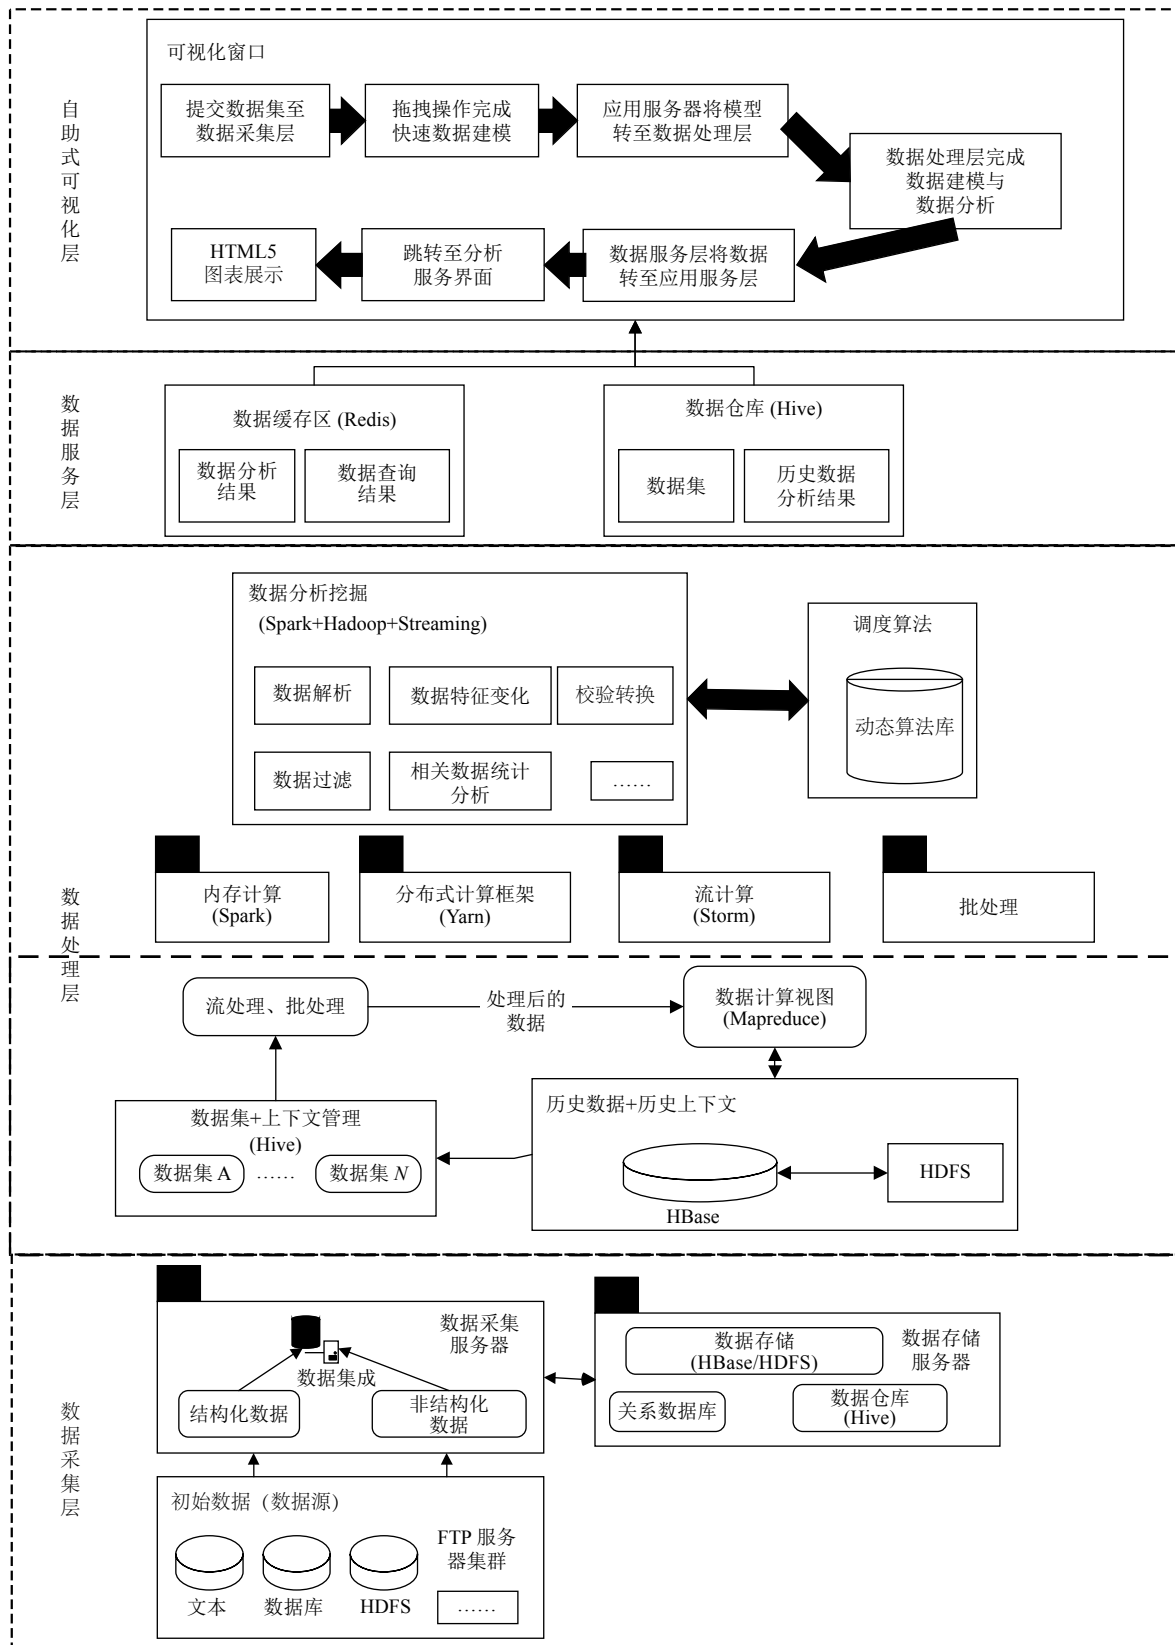 自助式可视化层
可视化窗口
提交数据集至
数据采集层
拖拽操作完成
快速数据建模
应用服务器将模型
转至数据处理层
数据处理层完成
数据建模与
数据分析
HTML5
图表展示
跳转至分析
服务界面
数据服务层将数据
转至应用服务层
数据服务层
数据缓存区 (Redis)
数据分析
结果
数据查询
结果
数据仓库 (Hive)
数据集
历史数据
分析结果
数据处理层
数据分析挖掘
(Spark+Hadoop+Streaming)
数据解析
数据特征变化
校验转换
数据过滤
相关数据统计
分析
……
调度算法
动态算法库
内存计算
(Spark)
分布式计算框架
(Yarn)
流计算
(Storm)
批处理
流处理、批处理
处理后的
数据
数据计算视图
(Mapreduce)
数据集+上下文管理
(Hive)
数据集 A
……
数据集 N
历史数据+历史上下文
HBase
HDFS
数据采集层
数据采集
服务器
数据集成
结构化数据
非结构化
数据
数据存储
(HBase/HDFS)
数据存储
服务器
关系数据库
数据仓库
(Hive)
初始数据（数据源）
文本
数据库
HDFS
FTP 服务
器集群
……